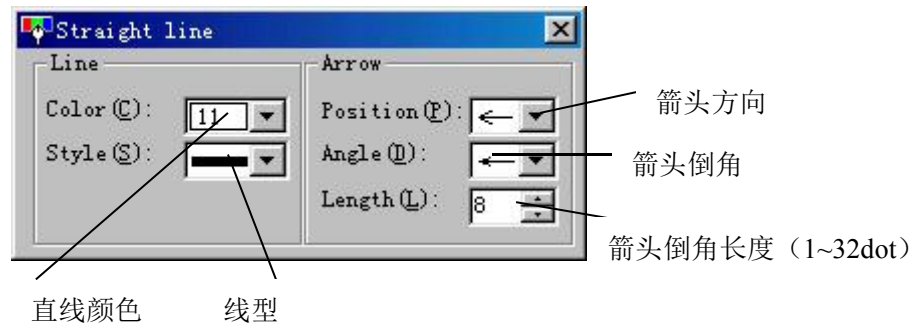 Straight line
Line
Color(C):
11
Style(S):
Arrow
Position(P):
Angle(D):
Length(L):
8
箭头方向
箭头倒角
箭头倒角长度（1~32dot）
直线颜色
线型